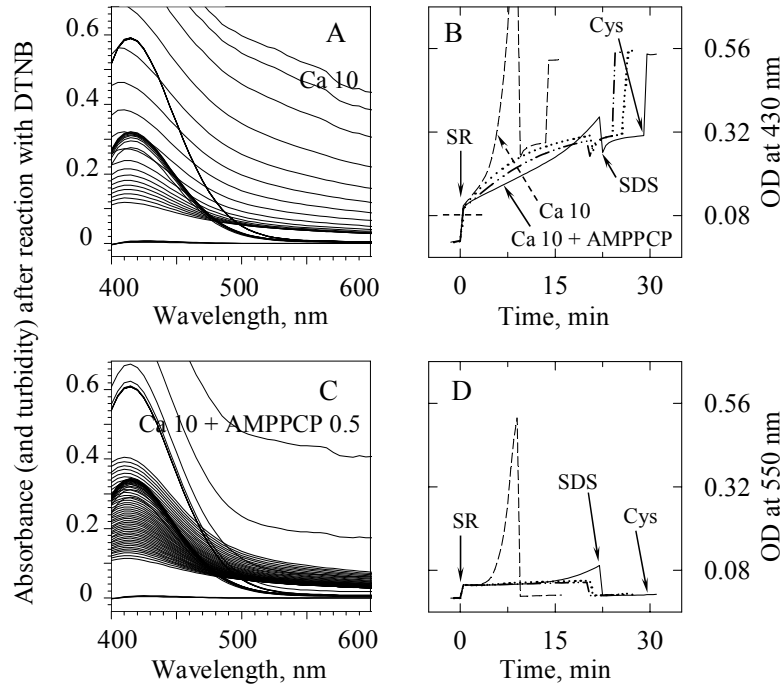 Absorbance (and turbidity) after reaction with DTNB
A
Ca 10
0.6
0.4
0.2
0
400
500
600
Wavelength, nm
B
Cys
SR
SDS
Ca 10
Ca 10 + AMPPCP
0.56
0.32
0.08
OD at 430 nm
0
15
30
Time, min
C
Ca 10 + AMPPCP 0.5
0.6
0.4
0.2
0
400
500
600
Wavelength, nm
D
SR
SDS
Cys
0.56
0.32
0.08
OD at 550 nm
0
15
30
Time, min